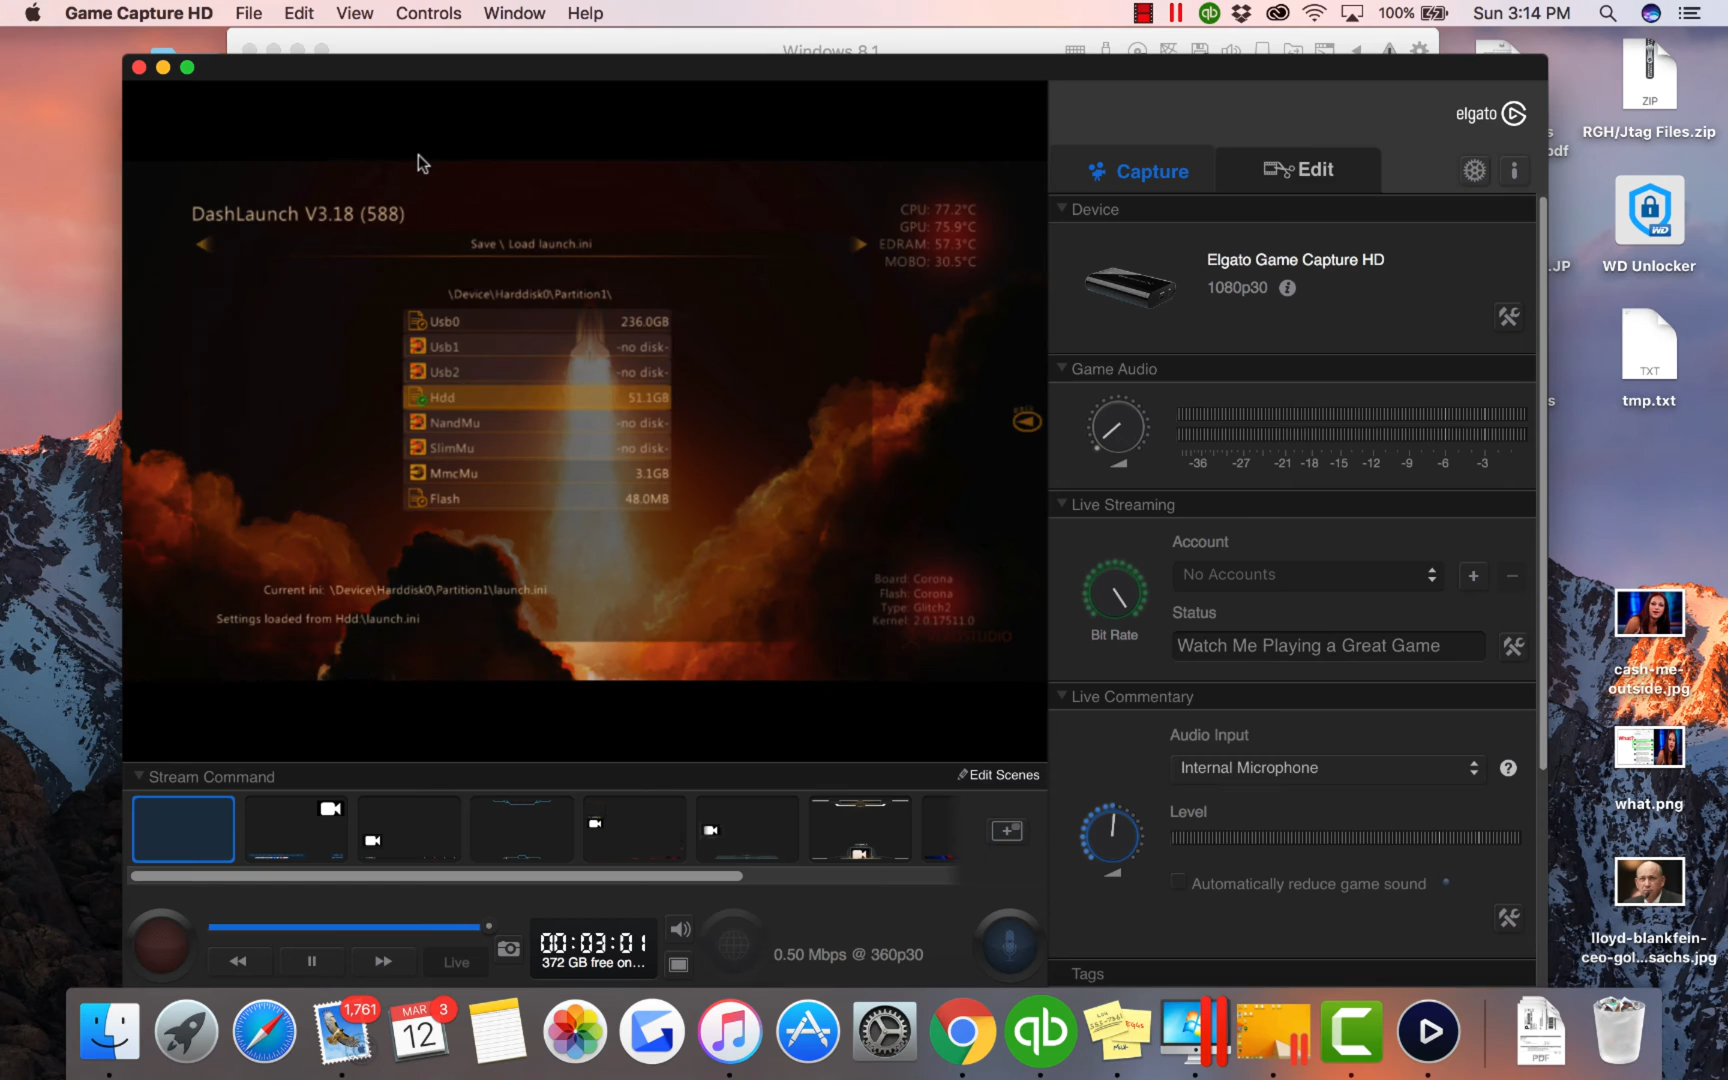 Game Capture HD File Edit View Controls Window Help
100% Sun 3:14 PM
Windows 8.1
elgato
Capture
Edit
Device
Elgato Game Capture HD
1080p30
Game Audio
-36 -27 -21 -18 -15 -12 -9 -6 -3
Live Streaming
Account
No Accounts
Status
Bit Rate
Watch Me Playing a Great Game
Live Commentary
Audio Input
Internal Microphone
Level
Automatically reduce game sound
Tags
DashLaunch V3.18 (588)
CPU: 77.2°C
GPU: 75.9°C
EDRAM: 57.3°C
MOBO: 30.5°C
Save \ Load launch.ini
\Device\Harddisk0\Partition1\
Usb0 236.0GB
Usb1 -no disk-
Usb2 -no disk-
Hdd 51.1GB
NandMu -no disk-
SlimMu -no disk-
MmcMu 3.1GB
Flash 48.0MB
Current ini: \Device\Harddisk0\Partition1\launch.ini
Settings loaded from Hdd:\launch.ini
Board: Corona
Flash: Corona
Type: Glitch2
Kernel: 2.0.17511.0
Stream Command
Edit Scenes
Live
00:03:01
372 GB free on...
0.50 Mbps @ 360p30
ZIP
RGH/Jtag Files.zip
WD
WD Unlocker
TXT
tmp.txt
cash-me-
outside.jpg
what.png
lloyd-blankfein-
ceo-gol...sachs.jpg
1,761
MAR 3
12
qb
PDF